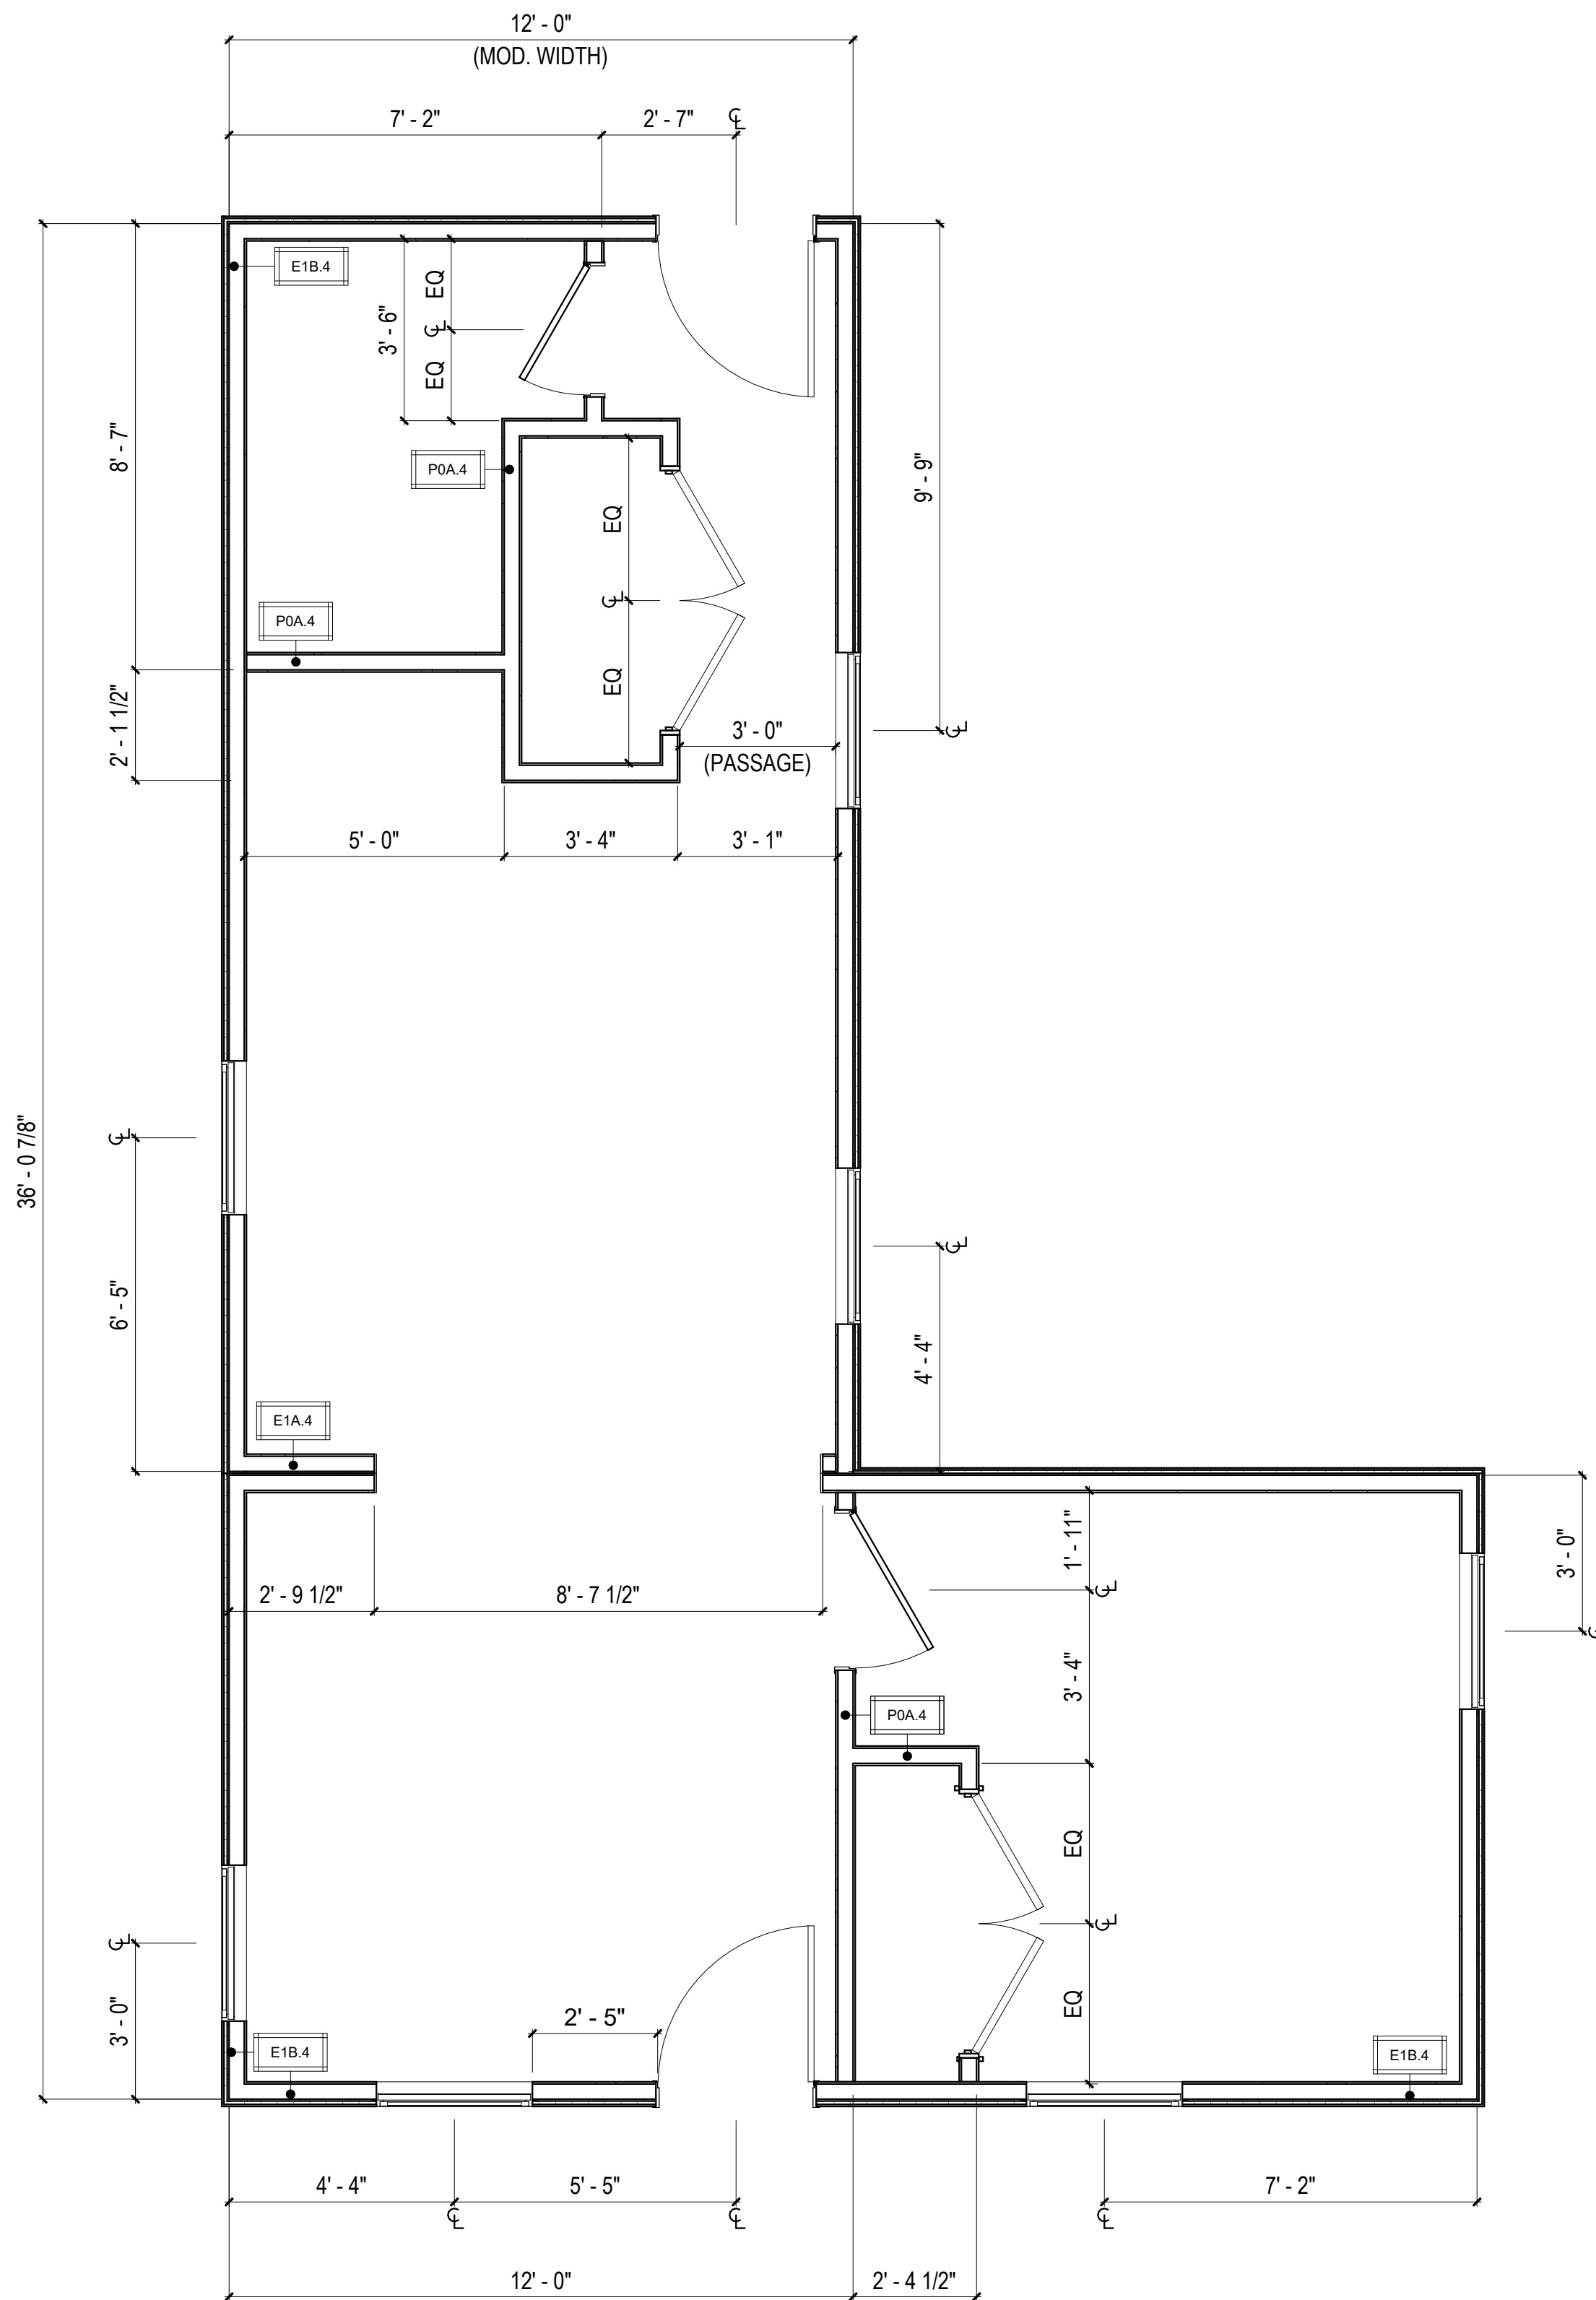 12' - 0"
(MOD. WIDTH)
7' - 2"
2' - 7"
℄
E1B.4
3' - 6"
EQ
℄
EQ
8' - 7"
P0A.4
9' - 9"
EQ
℄
EQ
P0A.4
2' - 1 1/2"
3' - 0"
(PASSAGE)
℄
5' - 0"
3' - 4"
3' - 1"
36' - 0 7/8"
℄
6' - 5"
℄
4' - 4"
E1A.4
1' - 11"
℄
3' - 0"
℄
2' - 9 1/2"
8' - 7 1/2"
3' - 4"
P0A.4
EQ
℄
EQ
℄
3' - 0"
2' - 5"
E1B.4
E1B.4
4' - 4"
5' - 5"
7' - 2"
℄
℄
℄
12' - 0"
2' - 4 1/2"